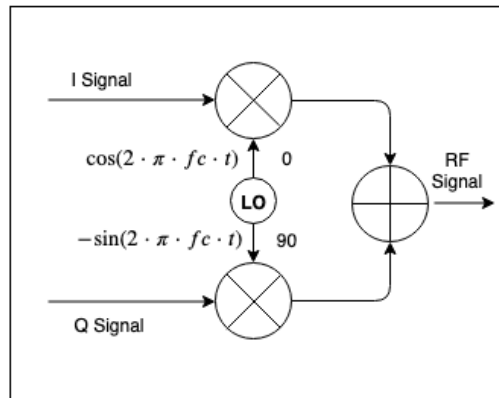 I Signal
cos(2 · π · fc · t)
0
LO
RF
Signal
−sin(2 · π · fc · t)
90
Q Signal